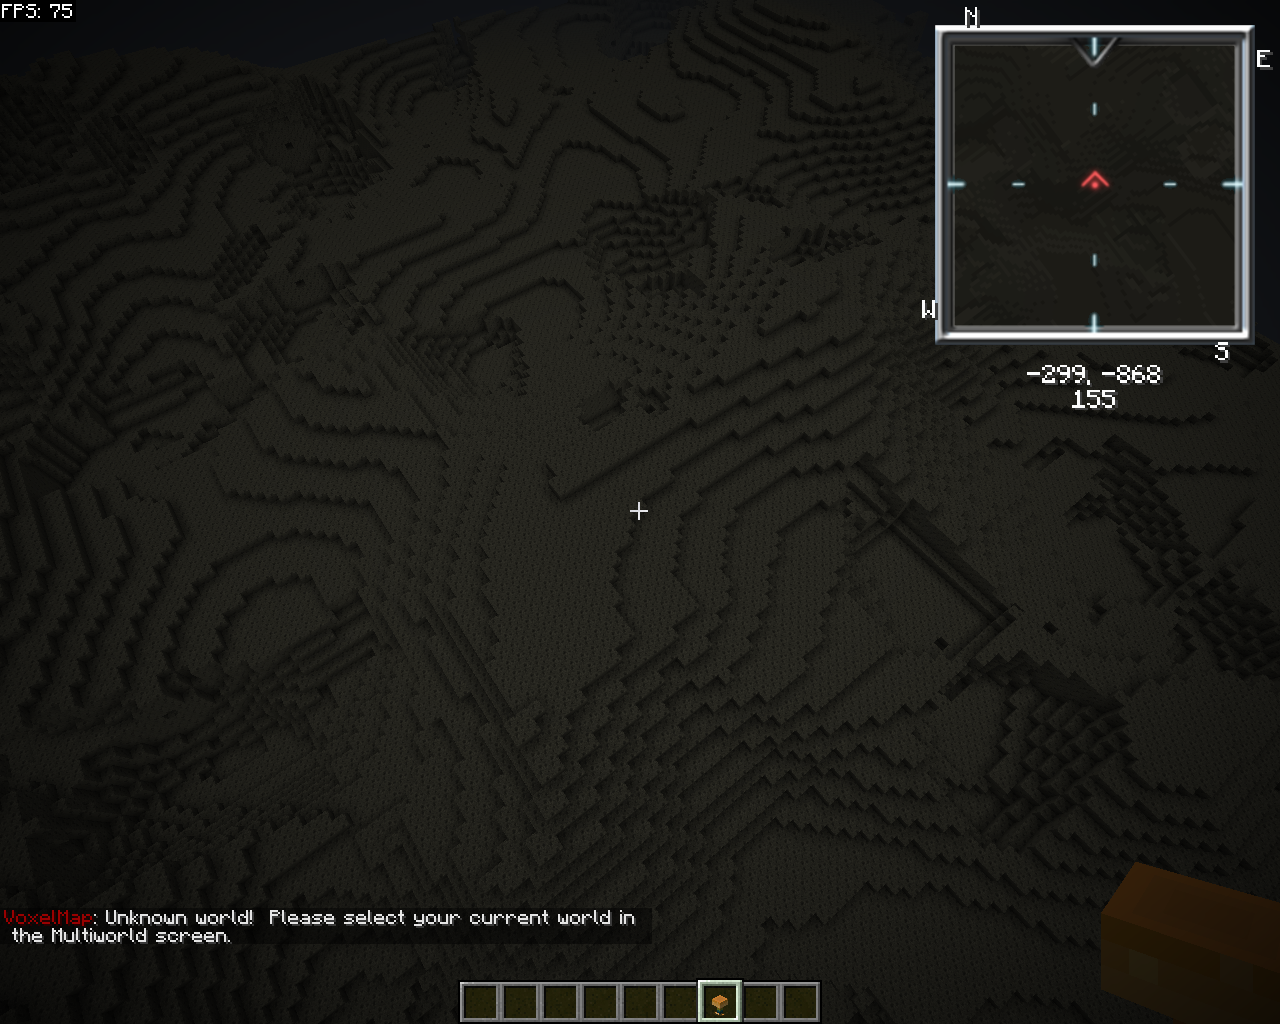 FPS: 75
N
E
W
S
-299, -868
155
VoxelMap: Unknown world!  Please select your current world in
the Multiworld screen.